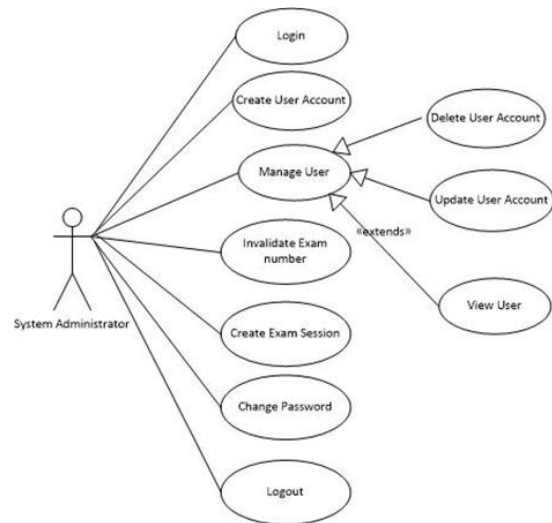 Login
Create User Account
Delete User Account
Manage User
Update User Account
«extends»
Invalidate Exam
number
View User
System Administrator
Create Exam Session
Change Password
Logout